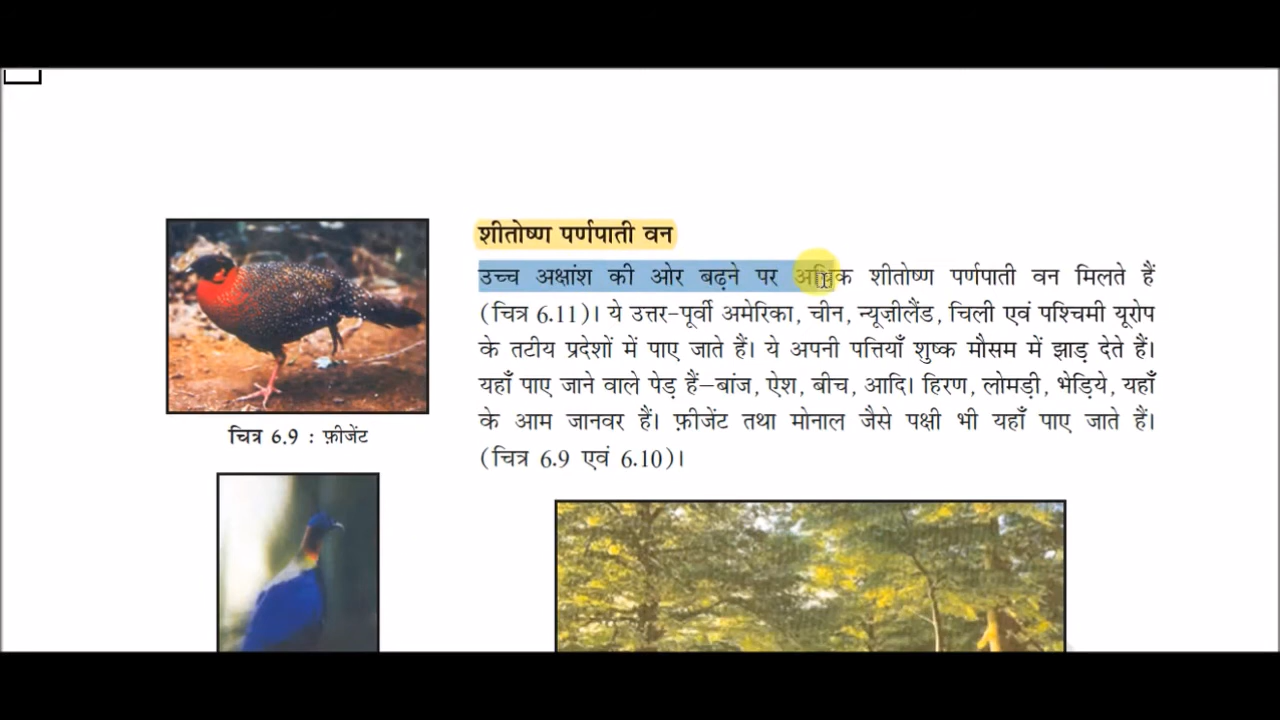 शीतोष्ण पर्णपाती वन
उच्च अक्षांश की ओर बढ़ने पर अधिक शीतोष्ण पर्णपाती वन मिलते हैं
(चित्र 6.11)। ये उत्तर-पूर्वी अमेरिका, चीन, न्यूजीलैंड, चिली एवं पश्चिमी यूरोप
के तटीय प्रदेशों में पाए जाते हैं। ये अपनी पत्तियाँ शुष्क मौसम में झाड़ देते हैं।
यहाँ पाए जाने वाले पेड़ हैं–बांज, ऐश, बीच, आदि। हिरण, लोमड़ी, भेड़िये, यहाँ
के आम जानवर हैं। फ़ीजेंट तथा मोनाल जैसे पक्षी भी यहाँ पाए जाते हैं।
(चित्र 6.9 एवं 6.10)।
चित्र 6.9 : फ़ीजेंट